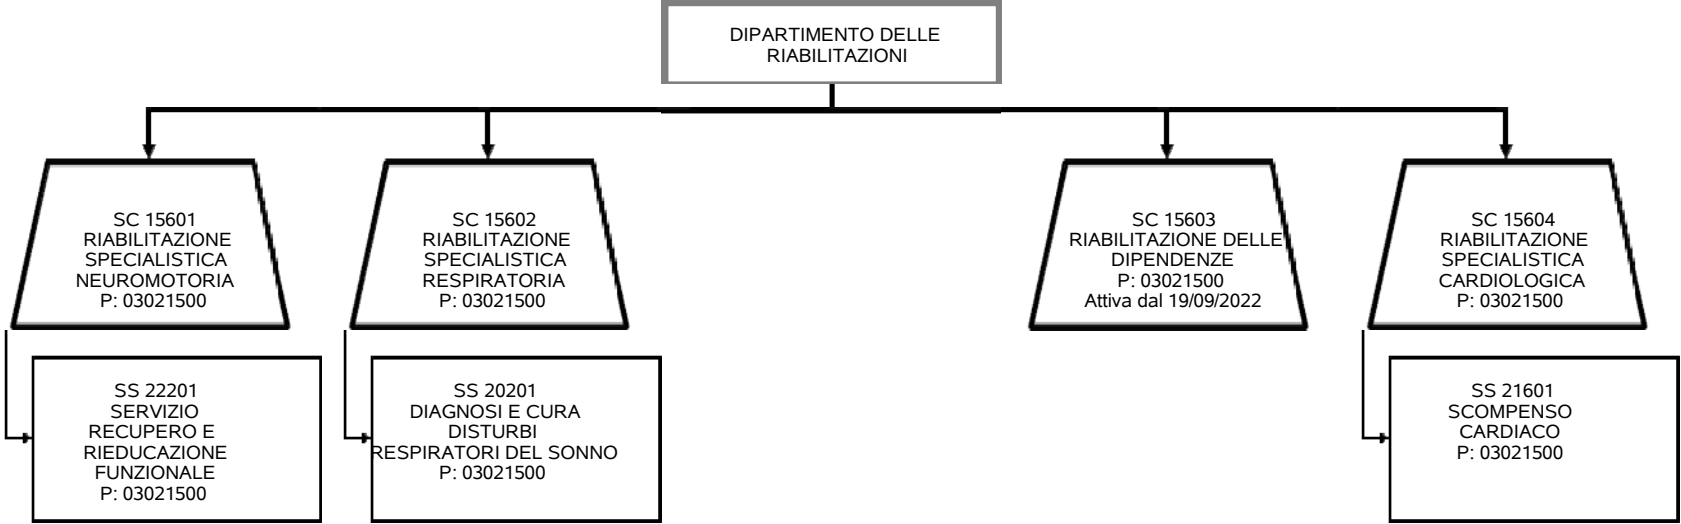 DIPARTIMENTO DELLE
RIABILITAZIONI
SC 15601
RIABILITAZIONE
SPECIALISTICA
NEUROMOTORIA
P: 03021500
SC 15602
RIABILITAZIONE
SPECIALISTICA
RESPIRATORIA
P: 03021500
SC 15603
RIABILITAZIONE DELLE
DIPENDENZE
P: 03021500
Attiva dal 19/09/2022
SC 15604
RIABILITAZIONE
SPECIALISTICA
CARDIOLOGICA
P: 03021500
SS 22201
SERVIZIO
RECUPERO E
RIEDUCAZIONE
FUNZIONALE
P: 03021500
SS 20201
DIAGNOSI E CURA
DISTURBI
RESPIRATORI DEL SONNO
P: 03021500
SS 21601
SCOMPENSO
CARDIACO
P: 03021500